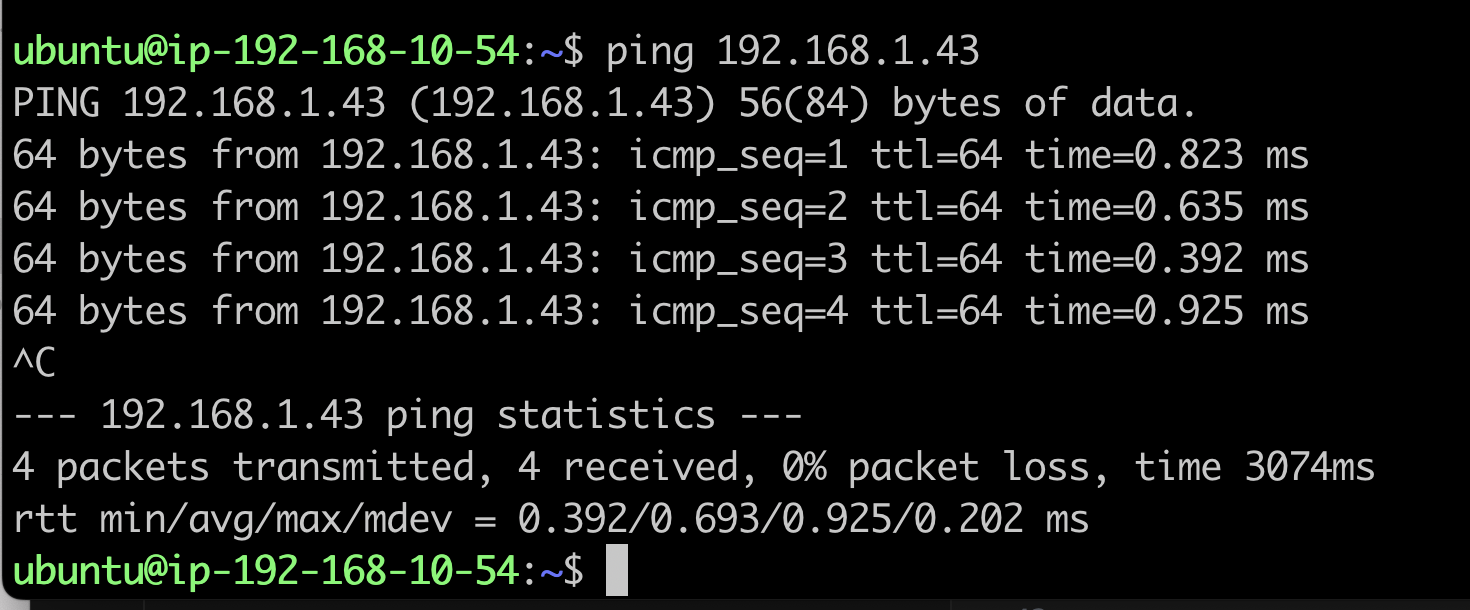 ubuntu@ip-192-168-10-54:~$ ping 192.168.1.43
PING 192.168.1.43 (192.168.1.43) 56(84) bytes of data.
64 bytes from 192.168.1.43: icmp_seq=1 ttl=64 time=0.823 ms
64 bytes from 192.168.1.43: icmp_seq=2 ttl=64 time=0.635 ms
64 bytes from 192.168.1.43: icmp_seq=3 ttl=64 time=0.392 ms
64 bytes from 192.168.1.43: icmp_seq=4 ttl=64 time=0.925 ms
^C
--- 192.168.1.43 ping statistics ---
4 packets transmitted, 4 received, 0% packet loss, time 3074ms
rtt min/avg/max/mdev = 0.392/0.693/0.925/0.202 ms
ubuntu@ip-192-168-10-54:~$